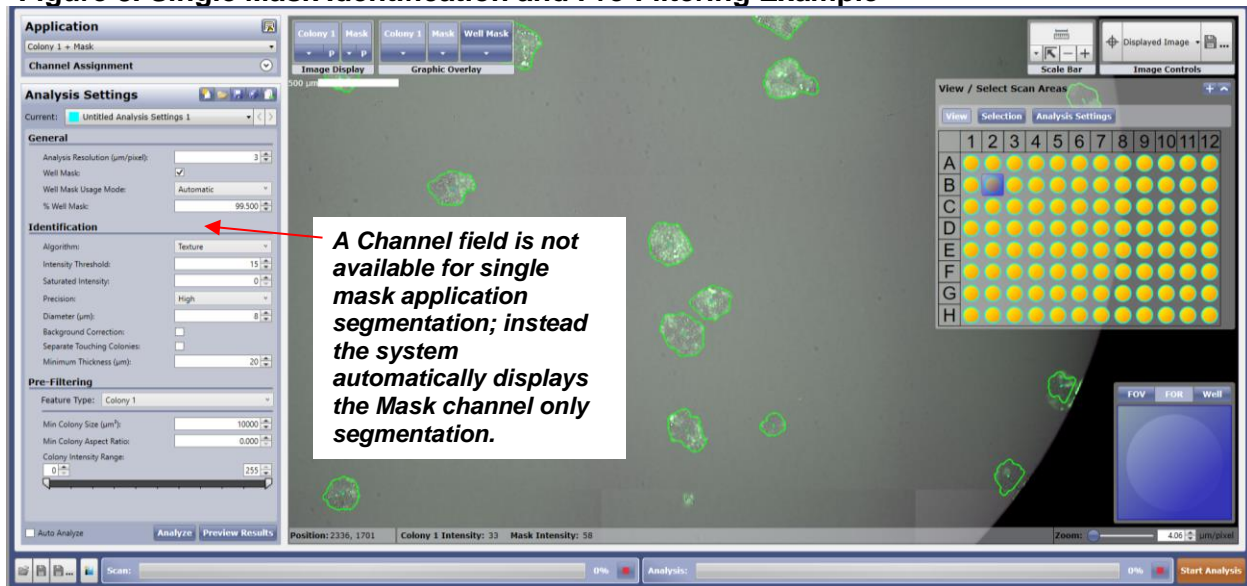 Figure 8: Single Mask Identification and Pre-Filtering Example
Application
Colony 1 + Mask
Channel Assignment
Analysis Settings
Current: Untitled Analysis Settings 1
General
Analysis Resolution (µm/pixel): 3
Well Mask:
Well Mask Usage Mode: Automatic
% Well Mask: 99.500
Identification
Algorithm: Texture
Intensity Threshold: 15
Saturated Intensity: 0
Precision: High
Diameter (µm): 8
Background Correction:
Separate Touching Colonies:
Minimum Thickness (µm): 20
Pre-Filtering
Feature Type: Colony 1
Min Colony Size (µm²): 10000
Min Colony Aspect Ratio: 0.000
Colony Intensity Range:
0 255
Auto Analyze Analyze Preview Results
Colony 1 Mask Colony 1 Mask Well Mask
P P
Image Display Graphic Overlay
500 µm
A Channel field is not
available for single
mask application
segmentation; instead
the system
automatically displays
the Mask channel only
segmentation.
Scale Bar
Displayed Image ...
Image Controls
View / Select Scan Areas
View Selection Analysis Settings
1 2 3 4 5 6 7 8 9 10 11 12
A
B
C
D
E
F
G
H
FOV FOR Well
Position: 2336, 1701 Colony 1 Intensity: 33 Mask Intensity: 58
Zoom: 4.06 µm/pixel
Scan: 0% Analysis: 0% Start Analysis